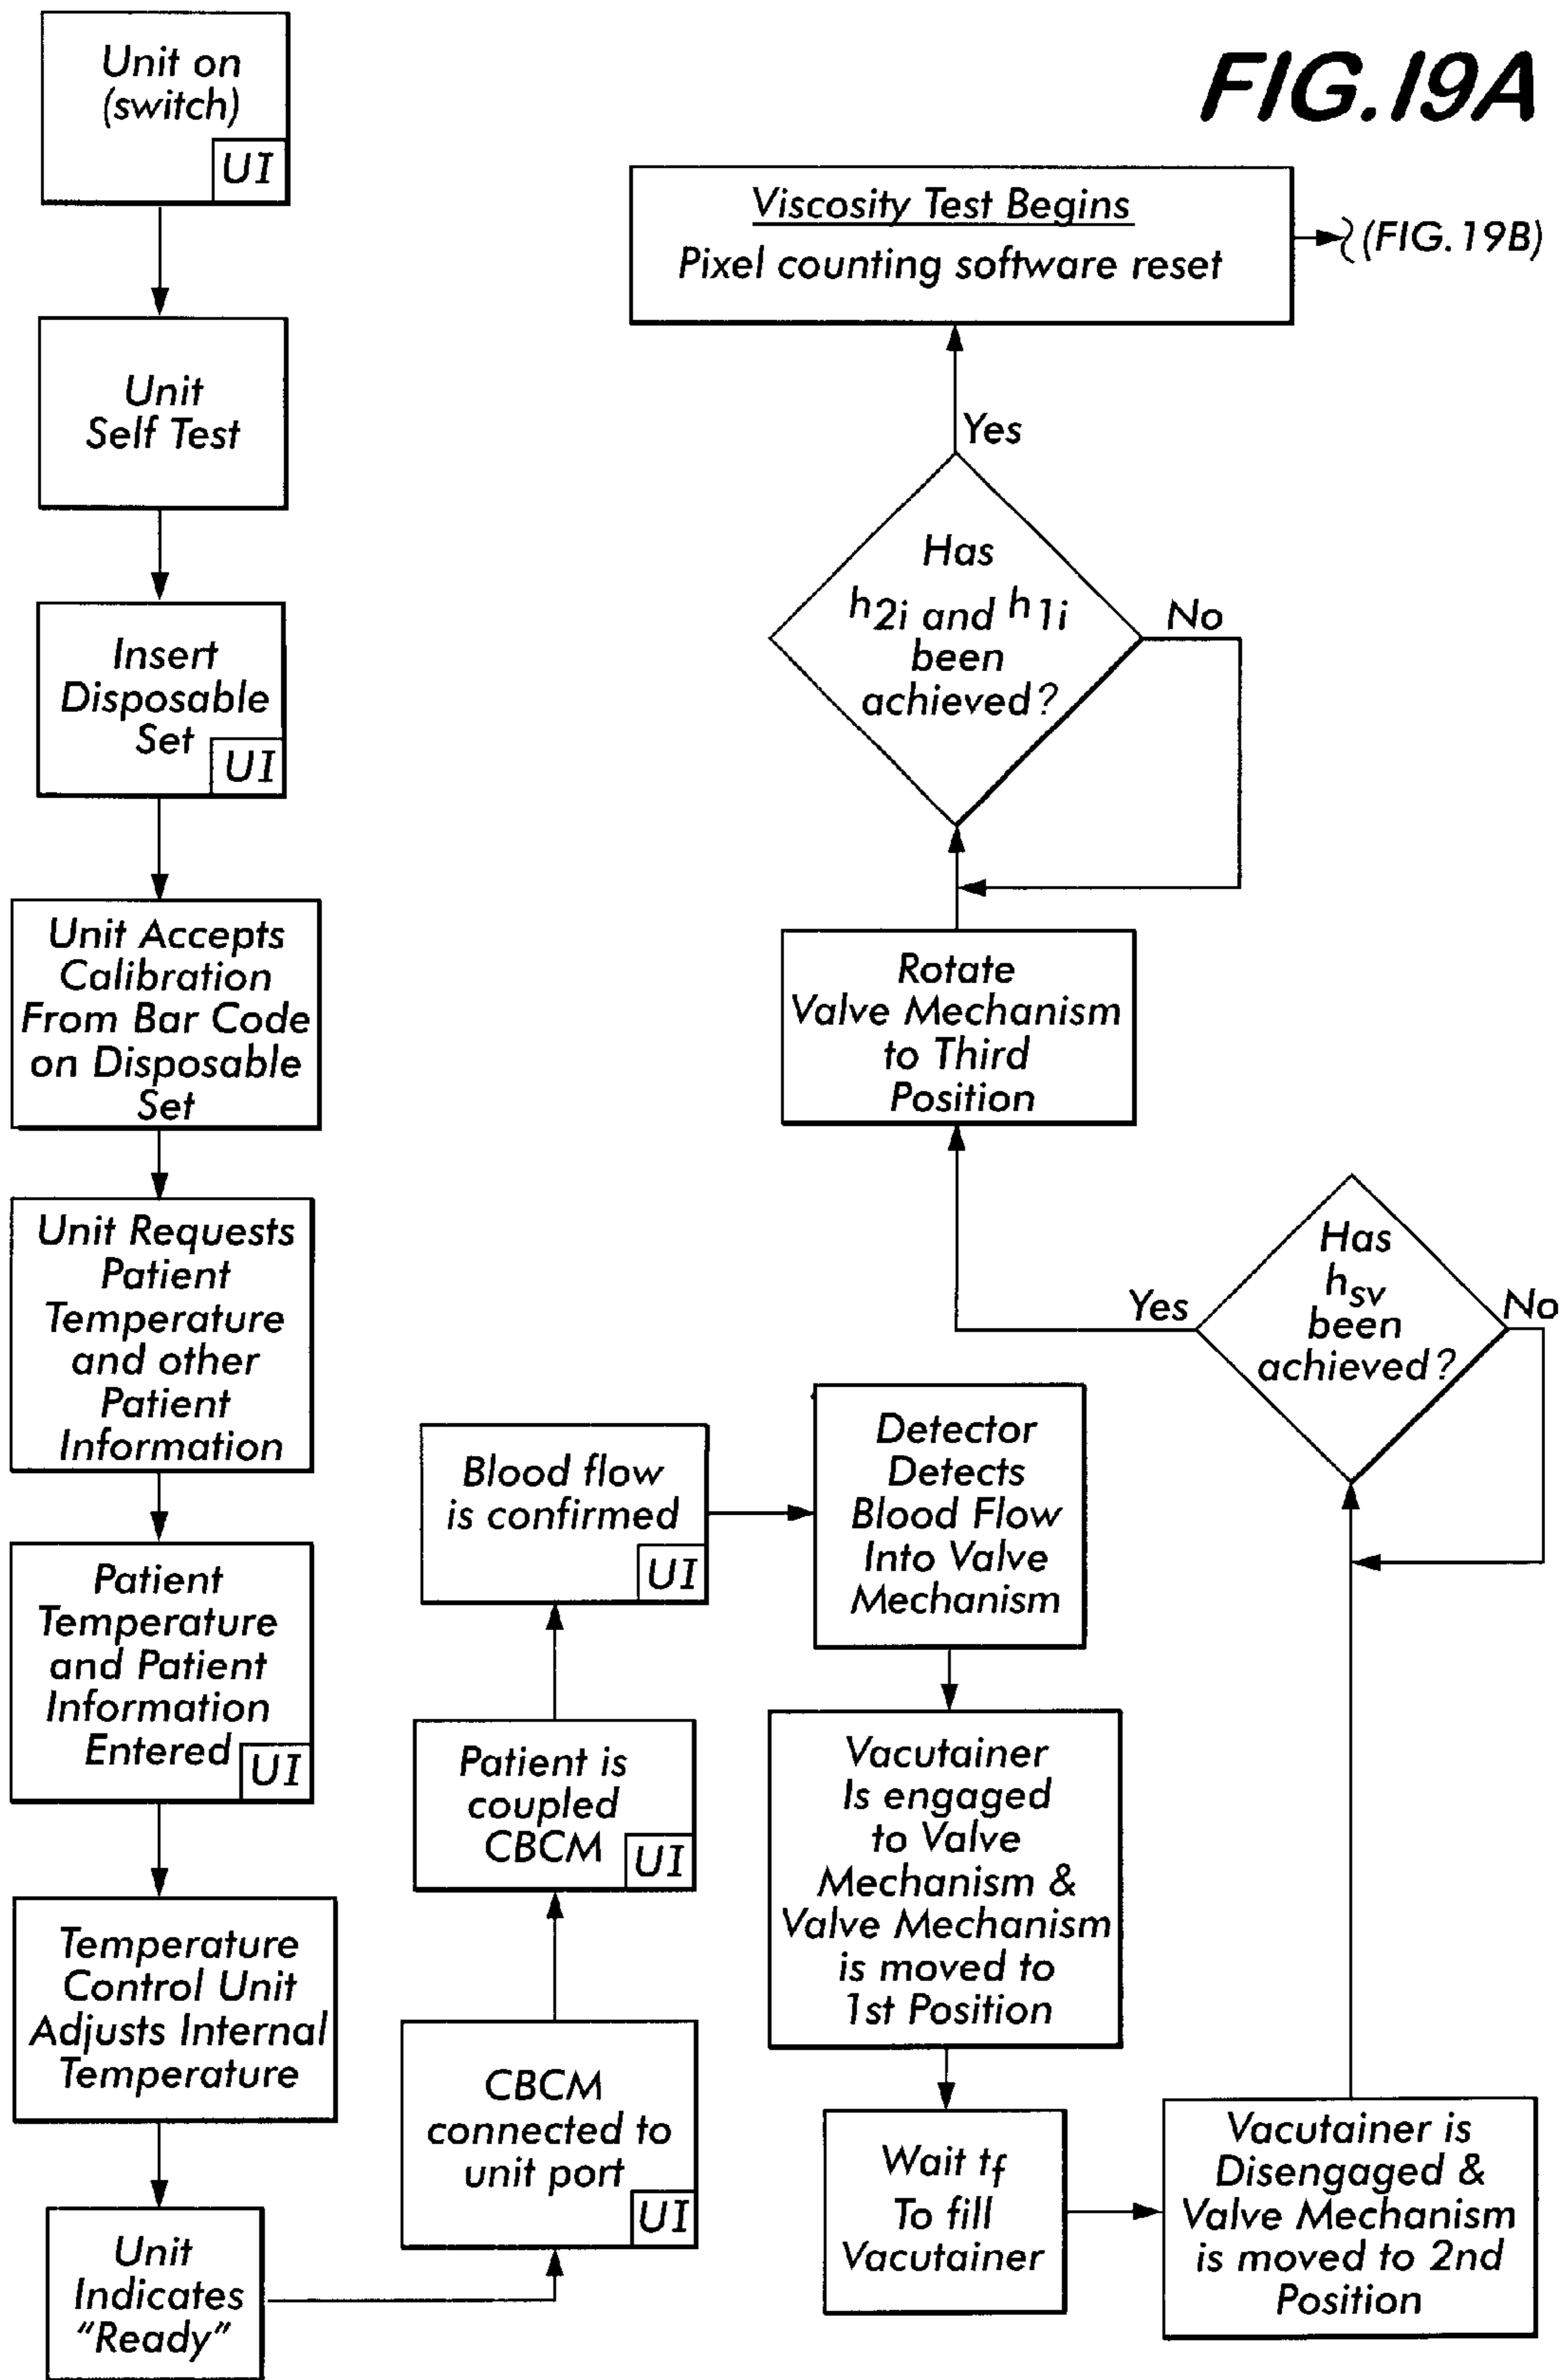 FIG. 19A
Unit on
(switch)
UI
Unit
Self Test
Insert
Disposable
Set
UI
Unit Accepts
Calibration
From Bar Code
on Disposable
Set
Unit Requests
Patient
Temperature
and other
Patient
Information
Patient
Temperature
and Patient
Information
Entered
UI
Temperature
Control Unit
Adjusts Internal
Temperature
Unit
Indicates
"Ready"
CBCM
connected to
unit port
UI
Patient is
coupled
CBCM
UI
Blood flow
is confirmed
UI
Detector
Detects
Blood Flow
Into Valve
Mechanism
Vacutainer
Is engaged
to Valve
Mechanism &
Valve Mechanism
is moved to
1st Position
Wait tf
To fill
Vacutainer
Vacutainer is
Disengaged &
Valve Mechanism
is moved to 2nd
Position
Has
hsv
been
achieved?
No
Yes
Rotate
Valve Mechanism
to Third
Position
Has
h2i and h1i
been
achieved?
No
Yes
Viscosity Test Begins
Pixel counting software reset
(FIG. 19B)